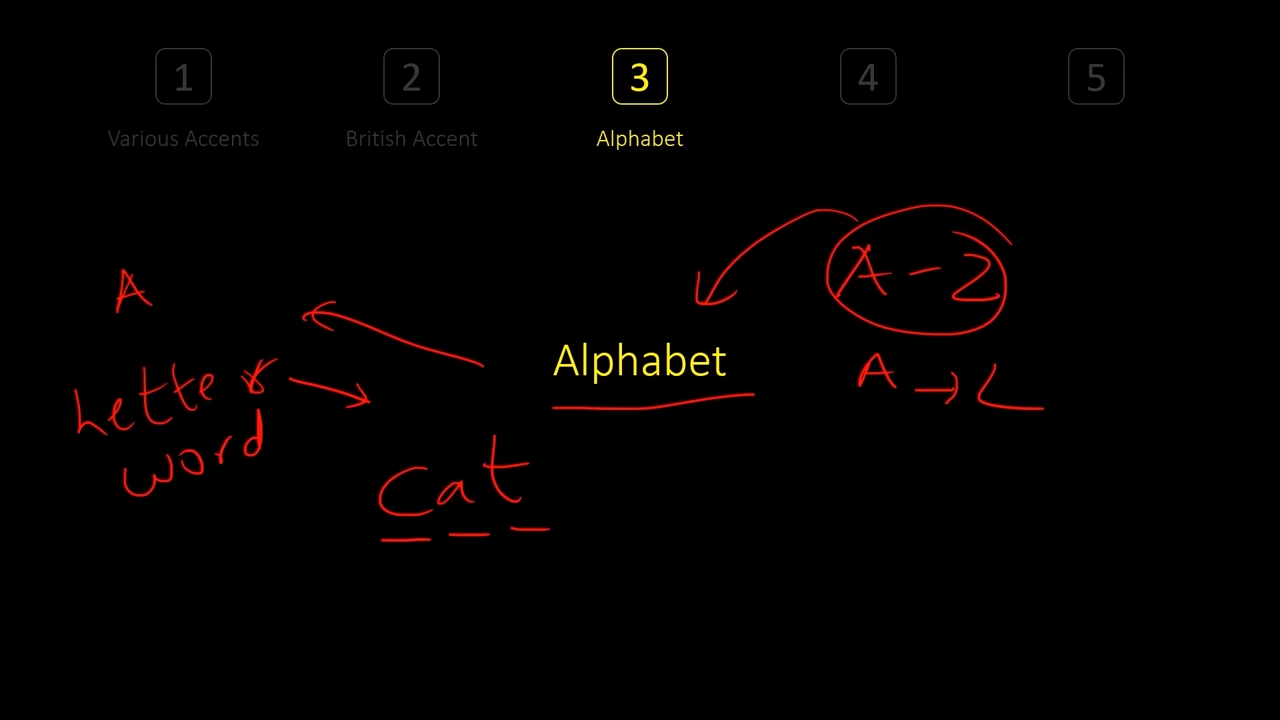 1 2 3 4 5
Various Accents British Accent Alphabet
A - Z
A
Alphabet
A → L
Letter
word
Cat